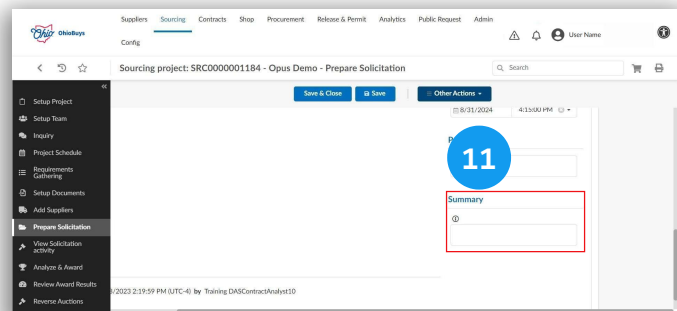 Suppliers Sourcing Contracts Shop Procurement Release & Permit Analytics Public Request Admin
Ohio OhioBuys
User Name
Config
Sourcing project: SRC0000001184 - Opus Demo - Prepare Solicitation
Search
Save & Close Save Other Actions
Setup Project
Setup Team
Inquiry
Project Schedule
Requirements
Gathering
Setup Documents
Add Suppliers
Prepare Solicitation
View Solicitation
activity
Analyze & Award
Review Award Results
Reverse Auctions
8/31/2024 4:15:00 PM
11
Summary
/2023 2:19:59 PM (UTC-4) by Training DASContractAnalyst10